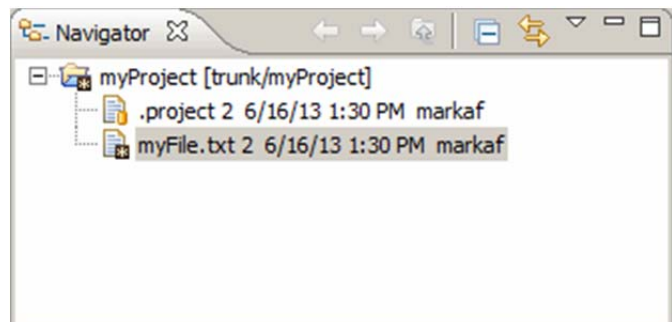 Navigator
myProject [trunk/myProject]
.project 2 6/16/13 1:30 PM markaf
myFile.txt 2 6/16/13 1:30 PM markaf